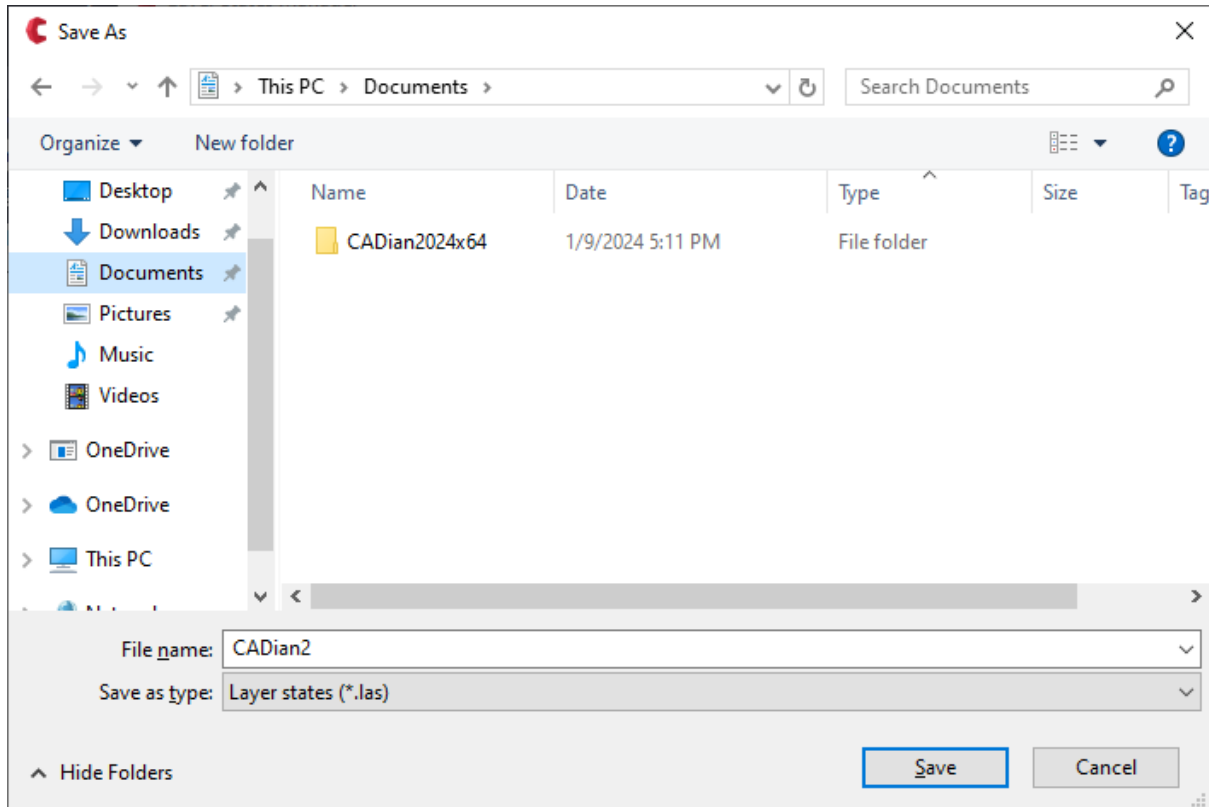 Save As
This PC > Documents >
Search Documents
Organize
New folder
Name Date Type Size Tag
Desktop
Downloads
Documents
Pictures
Music
Videos
OneDrive
OneDrive
This PC
CADian2024x64 1/9/2024 5:11 PM File folder
File name: CADian2
Save as type: Layer states (*.las)
Hide Folders
Save
Cancel